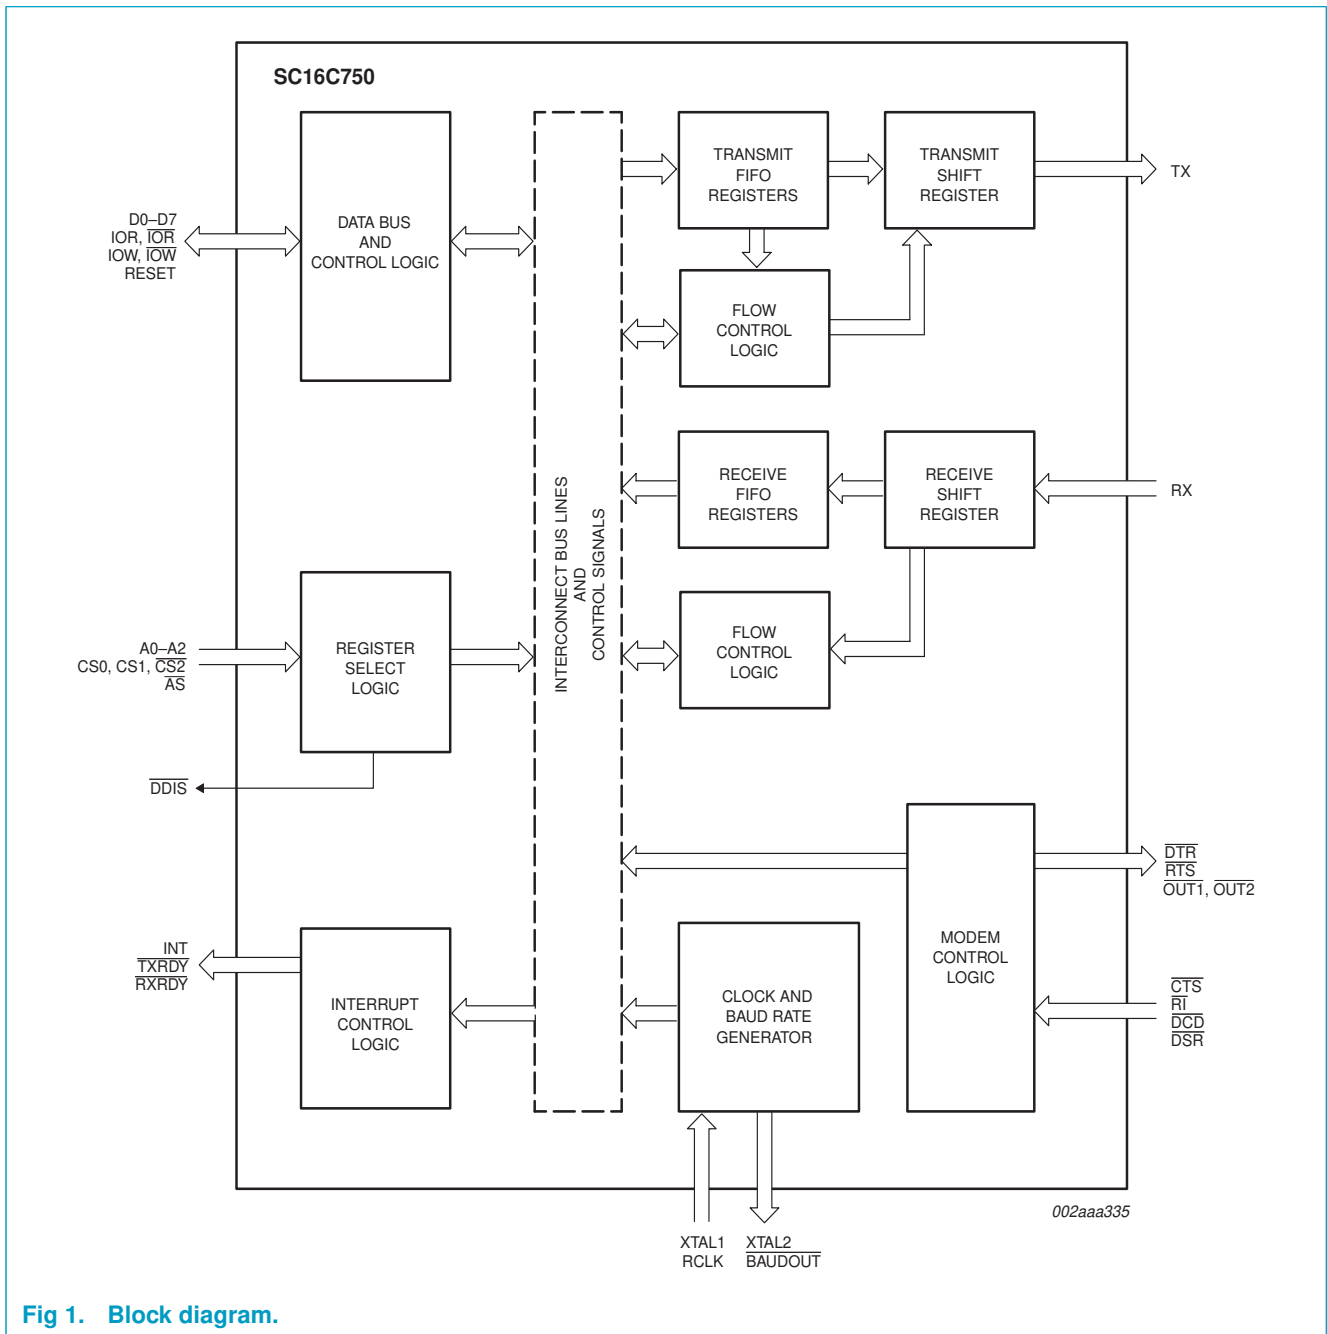 SC16C750
DATA BUS
AND
CONTROL LOGIC
D0–D7
IOR, IOR
IOW, IOW
RESET
TRANSMIT
FIFO
REGISTERS
TRANSMIT
SHIFT
REGISTER
TX
FLOW
CONTROL
LOGIC
RECEIVE
FIFO
REGISTERS
RECEIVE
SHIFT
REGISTER
RX
INTERCONNECT BUS LINES
AND
CONTROL SIGNALS
FLOW
CONTROL
LOGIC
A0–A2
CS0, CS1, CS2
AS
REGISTER
SELECT
LOGIC
DDIS
DTR
RTS
OUT1, OUT2
MODEM
CONTROL
LOGIC
CTS
RI
DCD
DSR
INT
TXRDY
RXRDY
INTERRUPT
CONTROL
LOGIC
CLOCK AND
BAUD RATE
GENERATOR
XTAL1
RCLK
XTAL2
BAUDOUT
002aaa335
Fig 1. Block diagram.